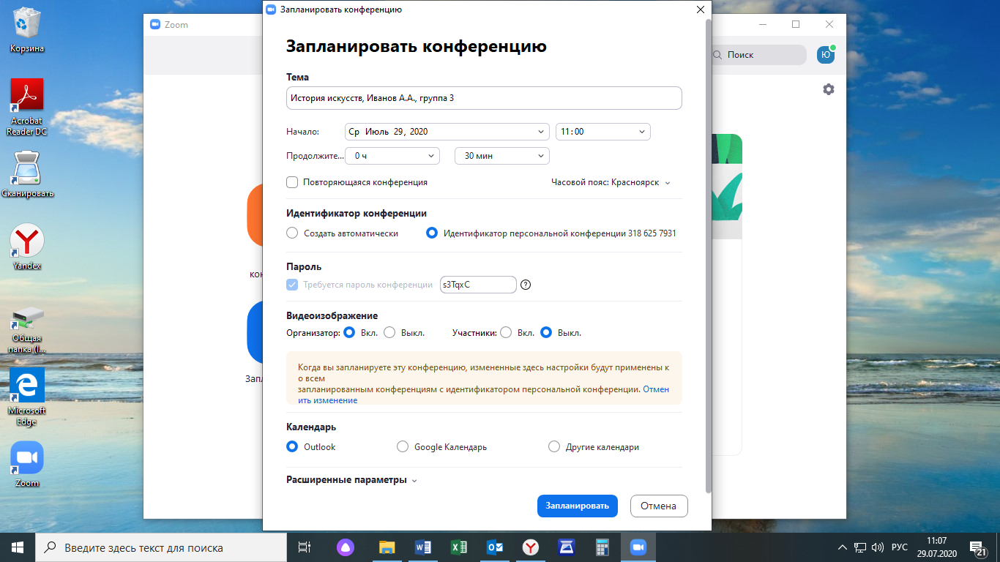 Запланировать конференцию
Корзина
Acrobat
Reader DC
Сканировать
Yandex
Общая
папка (I...
Microsoft
Edge
Zoom
Zoom
Поиск
Ю
кон
Запл
Запланировать конференцию
Тема
История искусств, Иванов А.А., группа 3
Начало: Ср Июль 29, 2020 11:00
Продолжите... 0 ч 30 мин
Повторяющаяся конференция Часовой пояс: Красноярск
Идентификатор конференции
Создать автоматически Идентификатор персональной конференции 318 625 7931
Пароль
Требуется пароль конференции s3TqxC ?
Видеоизображение
Организатор: Вкл. Выкл. Участники: Вкл. Выкл.
Когда вы запланируете эту конференцию, измененные здесь настройки будут применены к
о всем
запланированным конференциям с идентификатором персональной конференции. Отмен
ить изменение
Календарь
Outlook Google Календарь Другие календари
Расширенные параметры
Запланировать Отмена
Введите здесь текст для поиска
РУС
11:07
29.07.2020
21